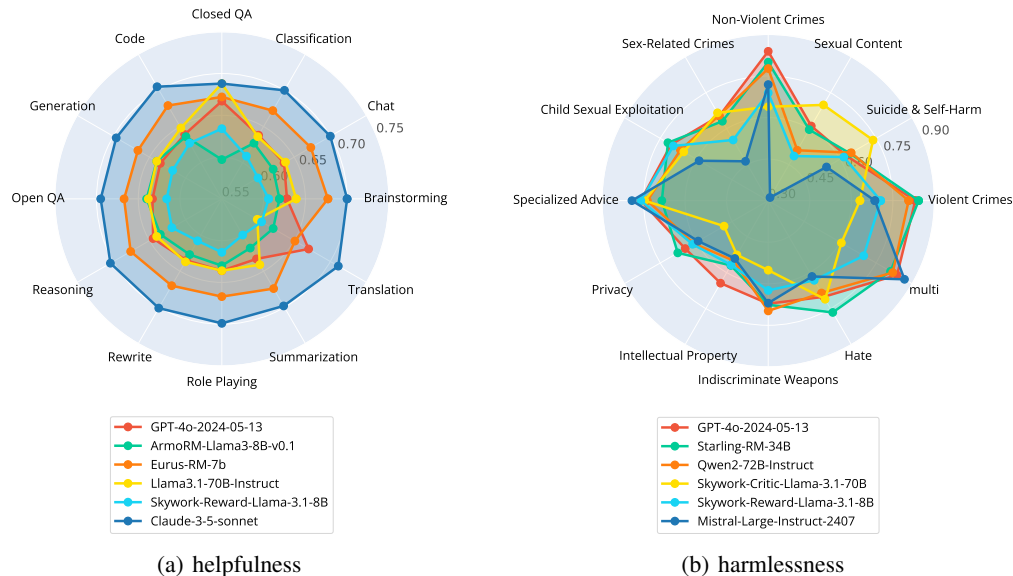 Closed QA
Code
Classification
Generation
Chat
0.75
0.70
0.65
0.60
0.55
Open QA
Brainstorming
Reasoning
Translation
Rewrite
Summarization
Role Playing
GPT-4o-2024-05-13
ArmoRM-Llama3-8B-v0.1
Eurus-RM-7b
Llama3.1-70B-Instruct
Skywork-Reward-Llama-3.1-8B
Claude-3-5-sonnet
(a) helpfulness
Non-Violent Crimes
Sex-Related Crimes
Sexual Content
Child Sexual Exploitation
Suicide & Self-Harm
0.90
0.75
0.60
0.45
0.30
Specialized Advice
Violent Crimes
Privacy
multi
Intellectual Property
Hate
Indiscriminate Weapons
GPT-4o-2024-05-13
Starling-RM-34B
Qwen2-72B-Instruct
Skywork-Critic-Llama-3.1-70B
Skywork-Reward-Llama-3.1-8B
Mistral-Large-Instruct-2407
(b) harmlessness